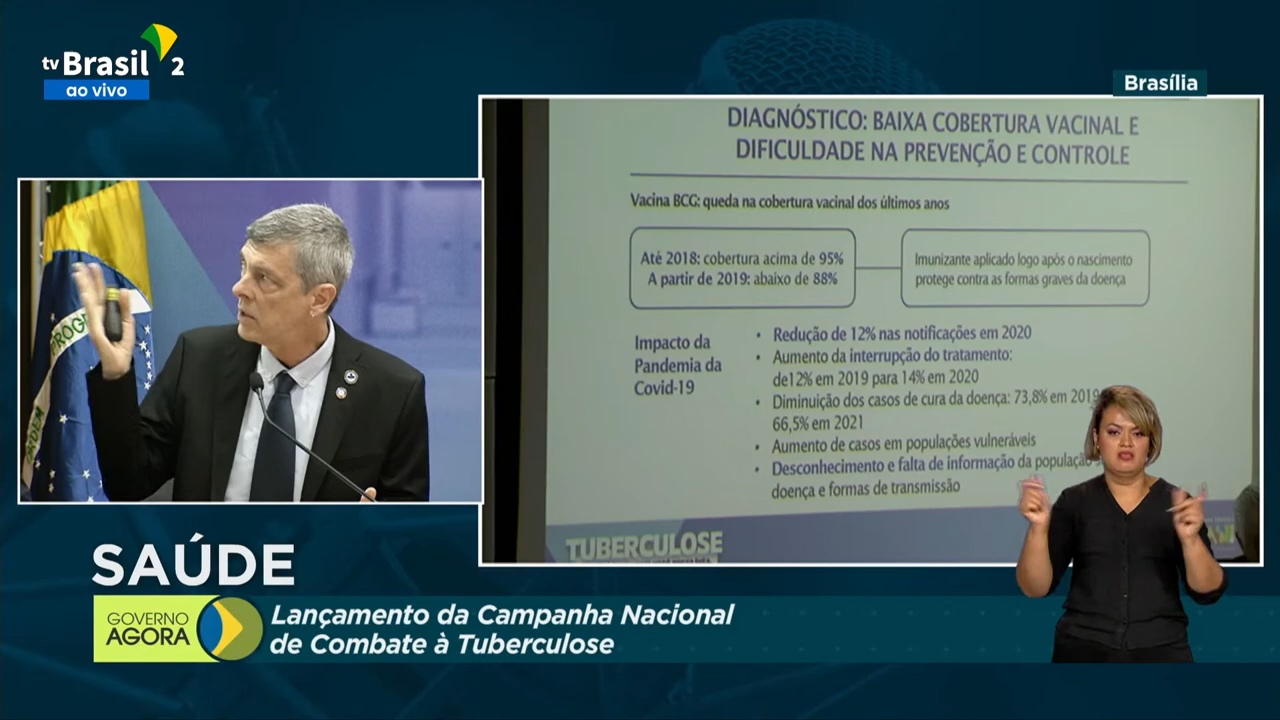 tv Brasil 2
ao vivo
Brasília
DIAGNÓSTICO: BAIXA COBERTURA VACINAL E
DIFICULDADE NA PREVENÇÃO E CONTROLE
Vacina BCG: queda na cobertura vacinal dos últimos anos
Até 2018: cobertura acima de 95%
A partir de 2019: abaixo de 88%
Imunizante aplicado logo após o nascimento
protege contra as formas graves da doença
Impacto da
Pandemia da
Covid-19
• Redução de 12% nas notificações em 2020
• Aumento da interrupção do tratamento:
de12% em 2019 para 14% em 2020
• Diminuição dos casos de cura da doença: 73,8% em 2019
66,5% em 2021
• Aumento de casos em populações vulneráveis
• Desconhecimento e falta de informação da população
doença e formas de transmissão
TUBERCULOSE
ORDEM
PROG
SAÚDE
GOVERNO
AGORA
Lançamento da Campanha Nacional
de Combate à Tuberculose